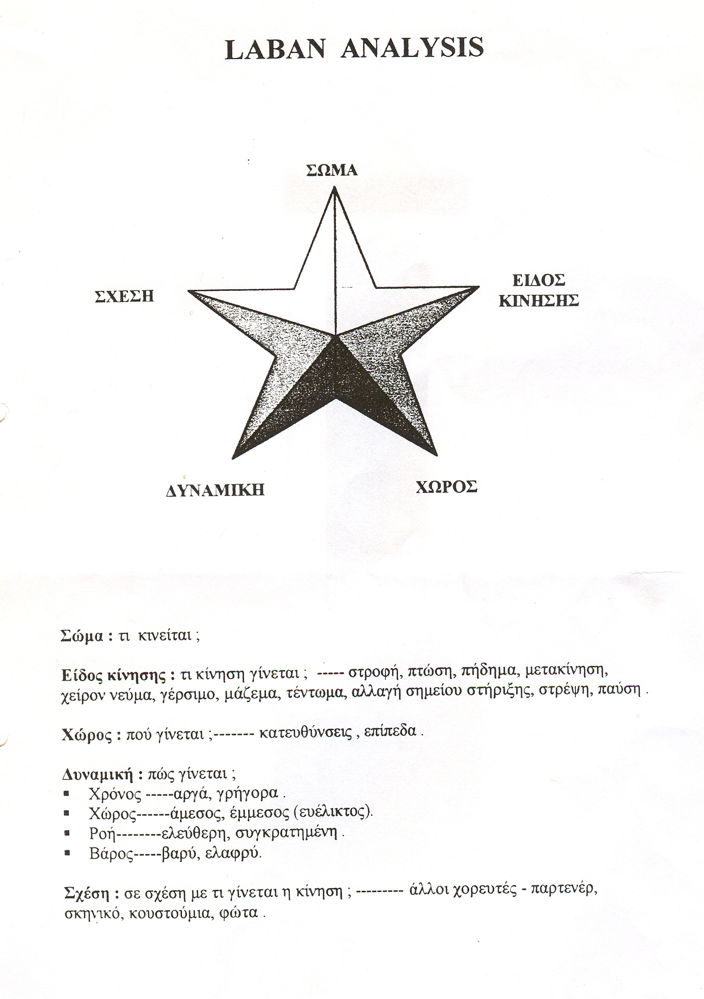 LABAN ANALYSIS
ΣΩΜΑ
ΣΧΕΣΗ
ΕΙΔΟΣ
ΚΙΝΗΣΗΣ
ΔΥΝΑΜΙΚΗ
ΧΩΡΟΣ
Σώμα : τι κινείται ;
Είδος κίνησης : τι κίνηση γίνεται ; ----- στροφή, πτώση, πήδημα, μετακίνηση,
χείρον νεύμα, γέρσιμο, μάζεμα, τέντωμα, αλλαγή σημείου στήριξης, στρέψη, παύση .
Χώρος : πού γίνεται ;------- κατευθύνσεις , επίπεδα .
Δυναμική : πώς γίνεται ;
▪ Χρόνος -----αργά, γρήγορα .
▪ Χώρος------άμεσος, έμμεσος (ευέλικτος).
▪ Ροή--------ελεύθερη, συγκρατημένη .
▪ Βάρος-----βαρύ, ελαφρύ.
Σχέση : σε σχέση με τι γίνεται η κίνηση ; --------- άλλοι χορευτές - παρτενέρ,
σκηνικό, κουστούμια, φώτα .